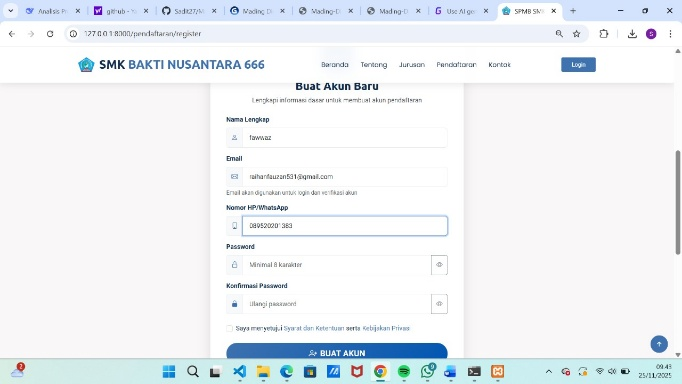 Analisis P
github - Yo
Sadit27/M
Mading Di
Mading-D
Mading-D
Use AI ge
SPMB SM
127.0.0.1:8000/pendaftaran/register
SMK BAKTI NUSANTARA 666
Beranda Tentang Jurusan Pendaftaran Kontak Login
Buat Akun Baru
Lengkapi informasi dasar untuk membuat akun pendaftaran
Nama Lengkap
fawwaz
Email
raihanfauzan531@gmail.com
Email akan digunakan untuk login dan verifikasi akun
Nomor HP/WhatsApp
089520201383
Password
Minimal 8 karakter
Konfirmasi Password
Ulangi password
Saya menyetujui Syarat dan Ketentuan serta Kebijakan Privasi
BUAT AKUN
09.43
25/11/2025